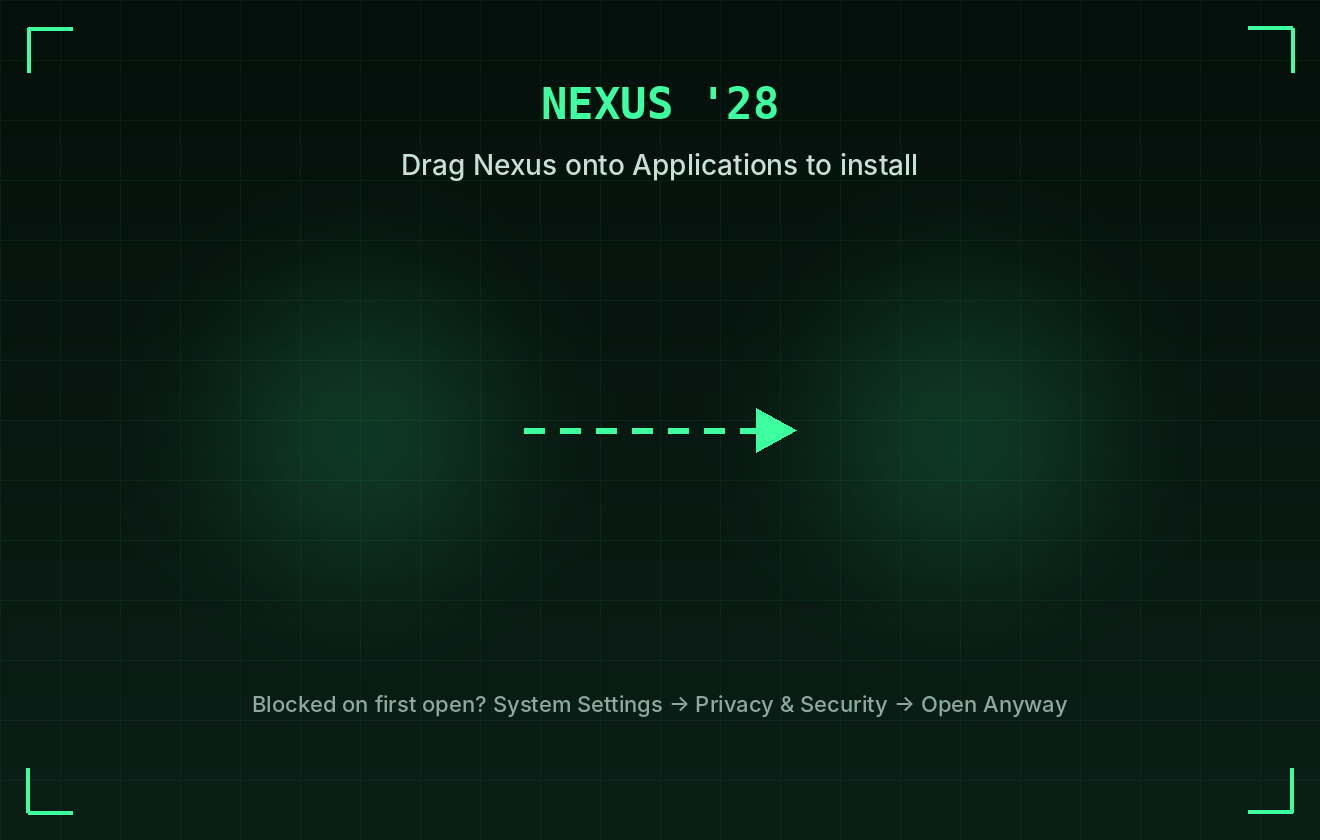 NEXUS '28
Drag Nexus onto Applications to install
Blocked on first open? System Settings → Privacy & Security → Open Anyway